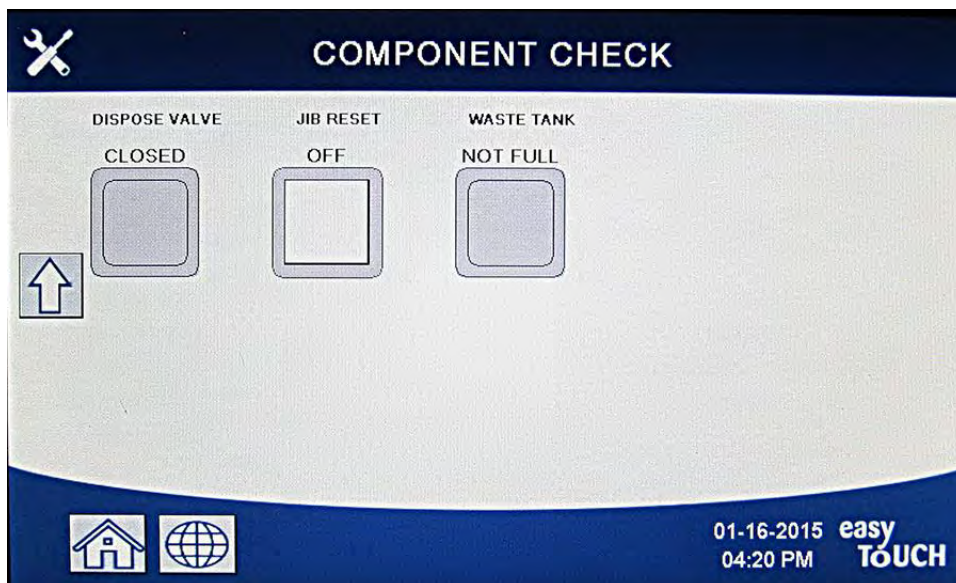 COMPONENT CHECK
DISPOSE VALVE JIB RESET WASTE TANK
CLOSED OFF NOT FULL
01-16-2015 easy
04:20 PM TOUCH